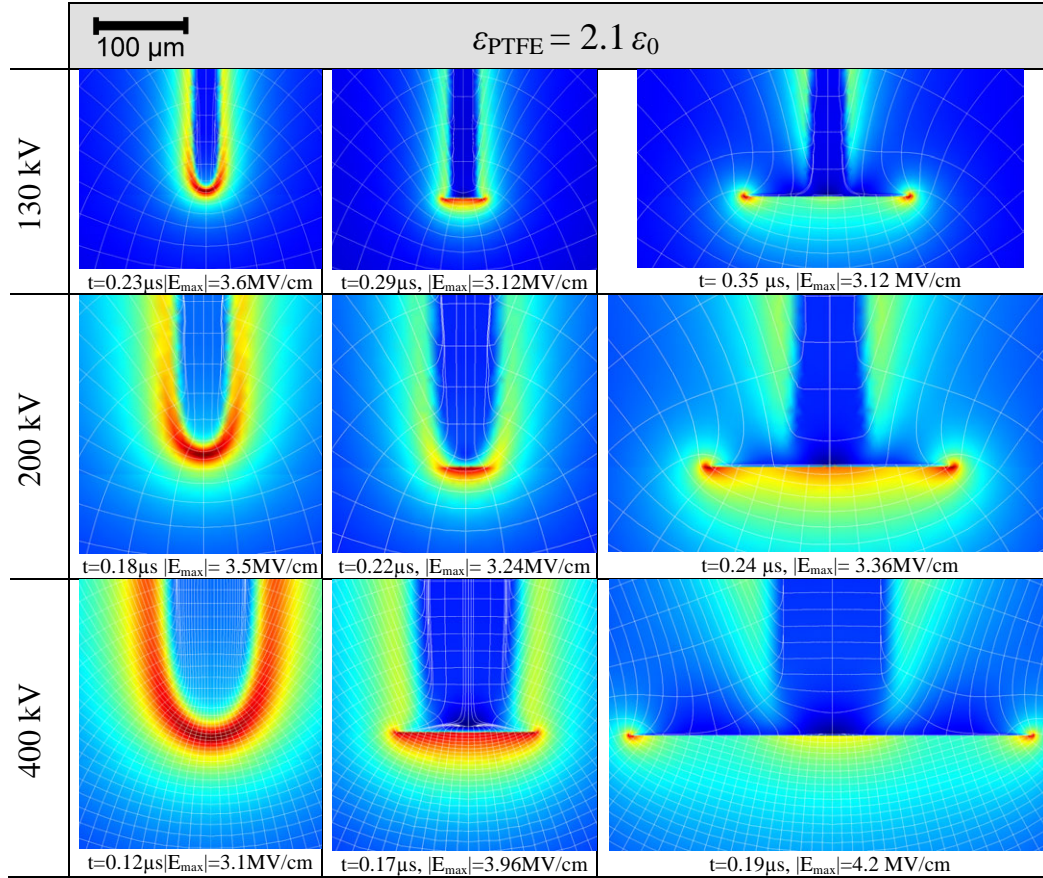 100 µm
εPTFE = 2.1 ε0
130 kV
t=0.23µs|Emax|=3.6MV/cm
t=0.29µs, |Emax|=3.12MV/cm
t= 0.35 µs, |Emax|=3.12 MV/cm
200 kV
t=0.18µs |Emax|= 3.5MV/cm
t=0.22µs, |Emax|= 3.24MV/cm
t=0.24 µs, |Emax|= 3.36MV/cm
400 kV
t=0.12µs|Emax|=3.1MV/cm
t=0.17µs, |Emax|=3.96MV/cm
t=0.19µs,|Emax|=4.2 MV/cm